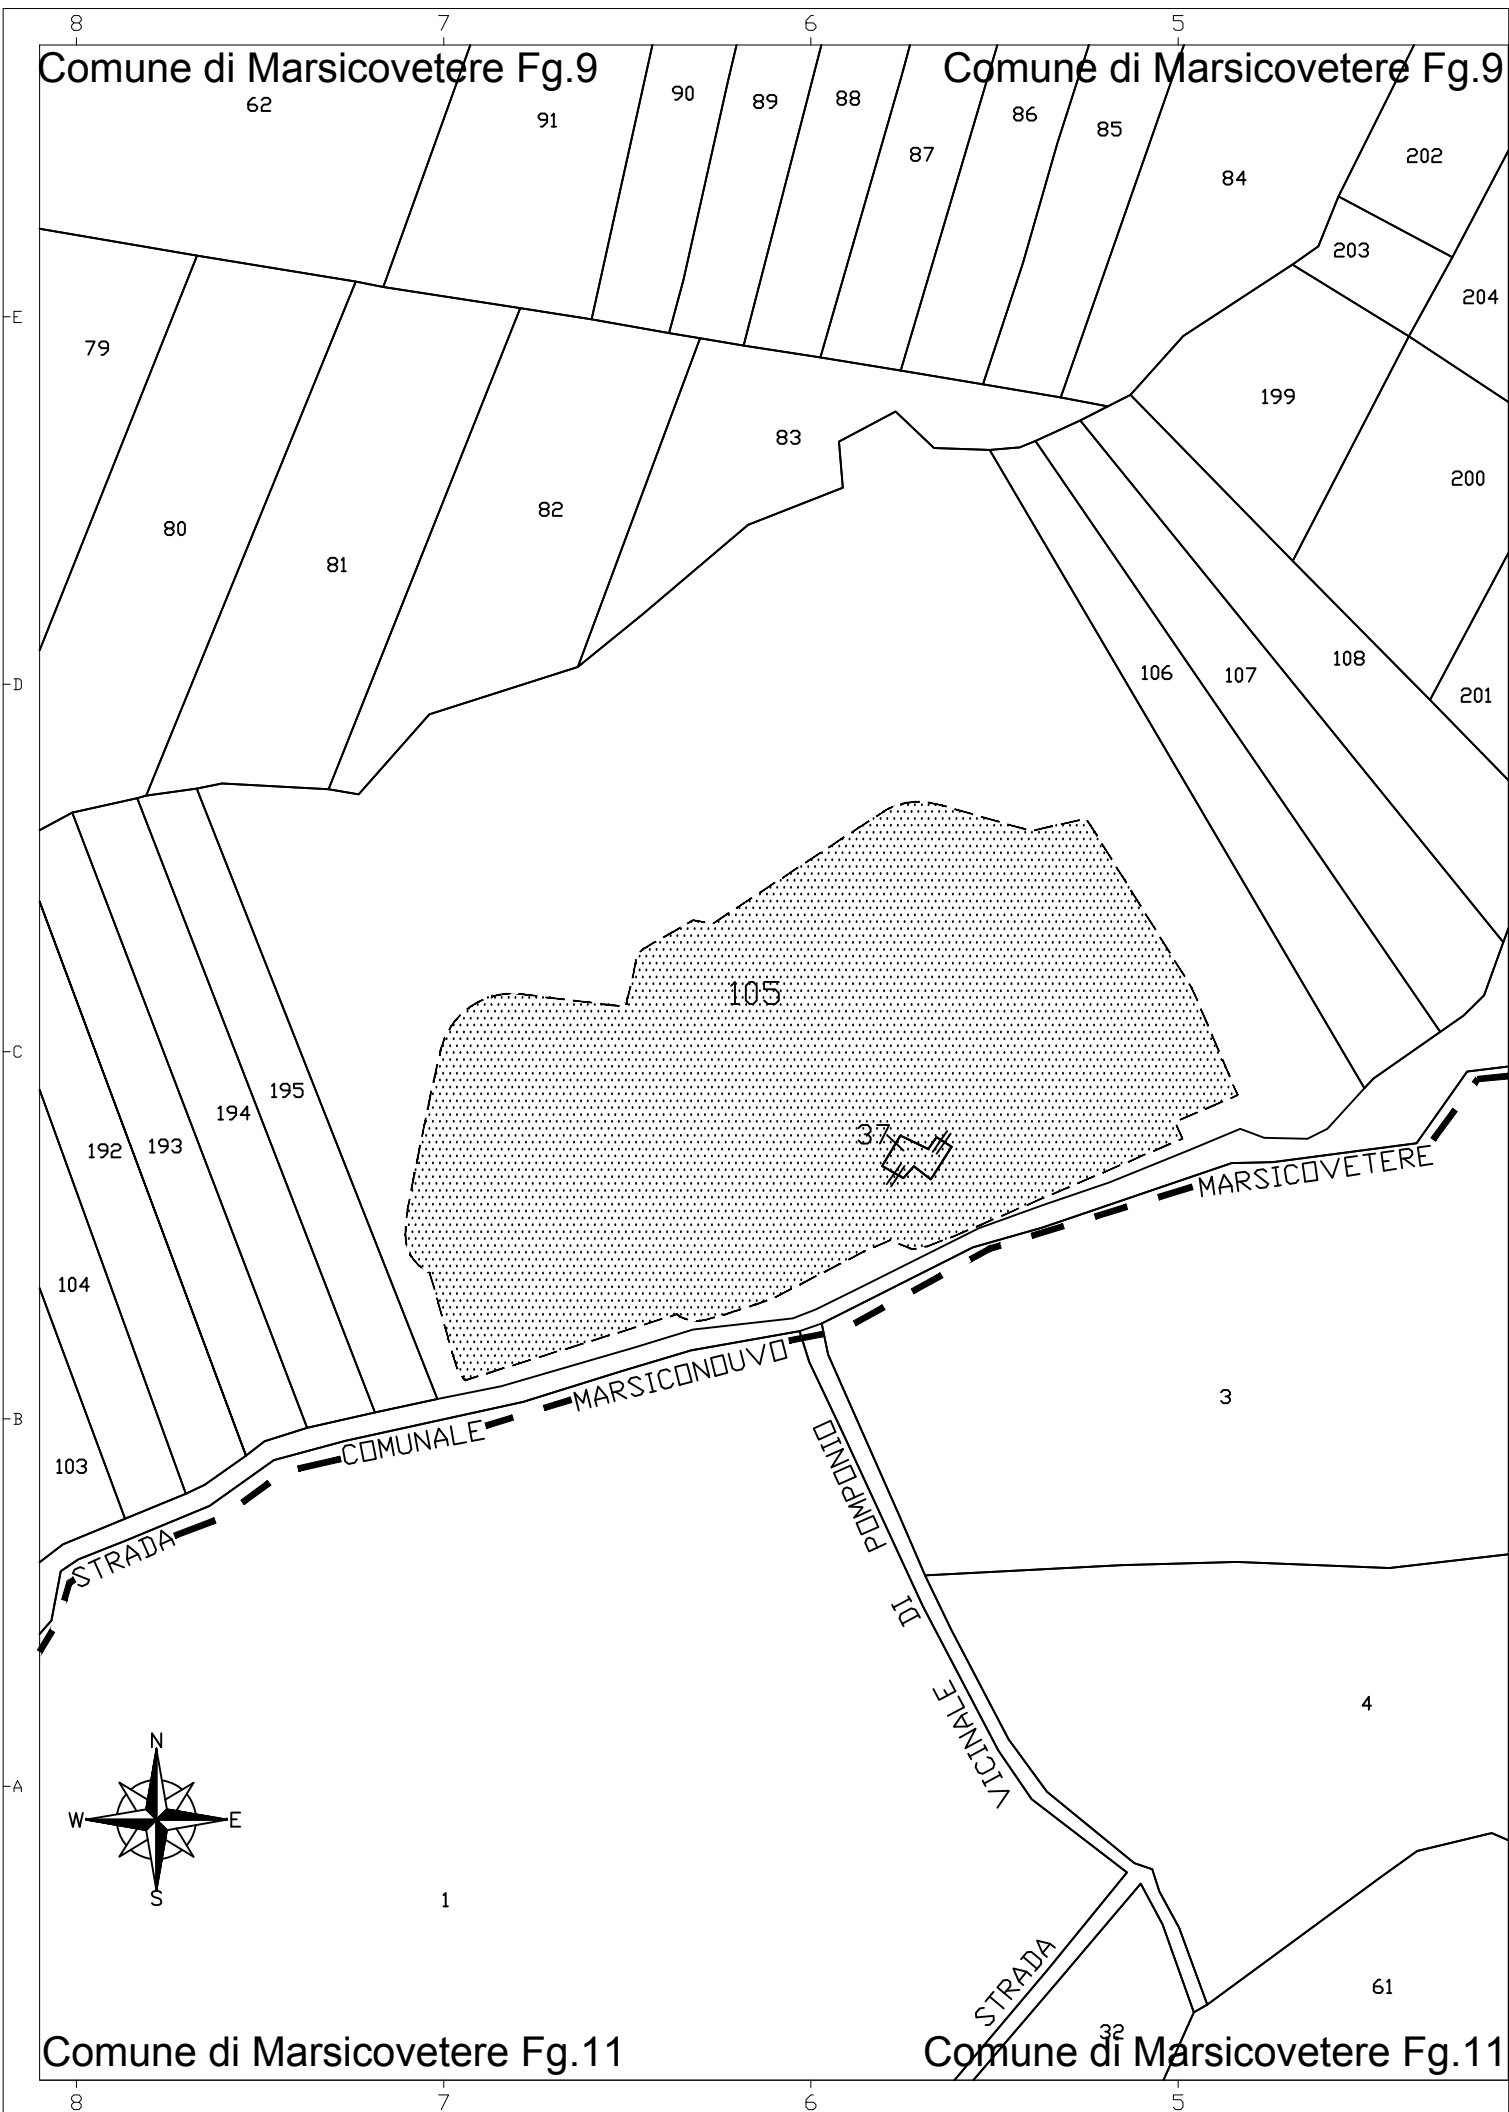 8 7 6 5
Comune di Marsicovetere Fg.9 Comune di Marsicovetere Fg.9
62 91 90 89 88 87 86 85 84 202
203
204
E
79
199
83
200
80
82
81
D
106 107 108
201
105
C
195
194
192 193
37
MARSICOVETERE
104
MARSICONOUVO
3
B
COMUNALE
103
STRADA
POMPONIO
DI
VICINALE
4
N
A
W E
S
1
STRADA
61
32
Comune di Marsicovetere Fg.11 Comune di Marsicovetere Fg.11
8 7 6 5